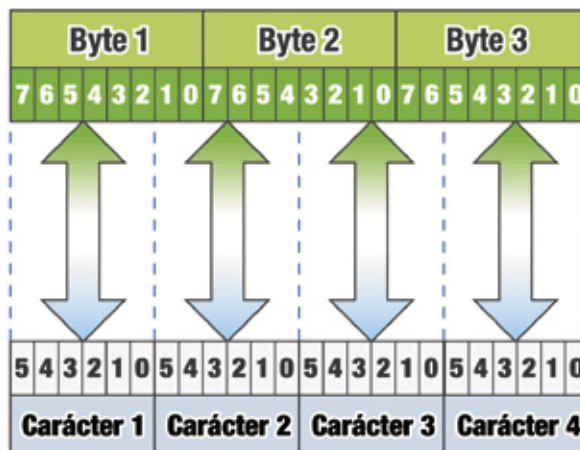 Byte 1 Byte 2 Byte 3
7 6 5 4 3 2 1 0 7 6 5 4 3 2 1 0 7 6 5 4 3 2 1 0
5 4 3 2 1 0 5 4 3 2 1 0 5 4 3 2 1 0 5 4 3 2 1 0
Carácter 1 Carácter 2 Carácter 3 Carácter 4